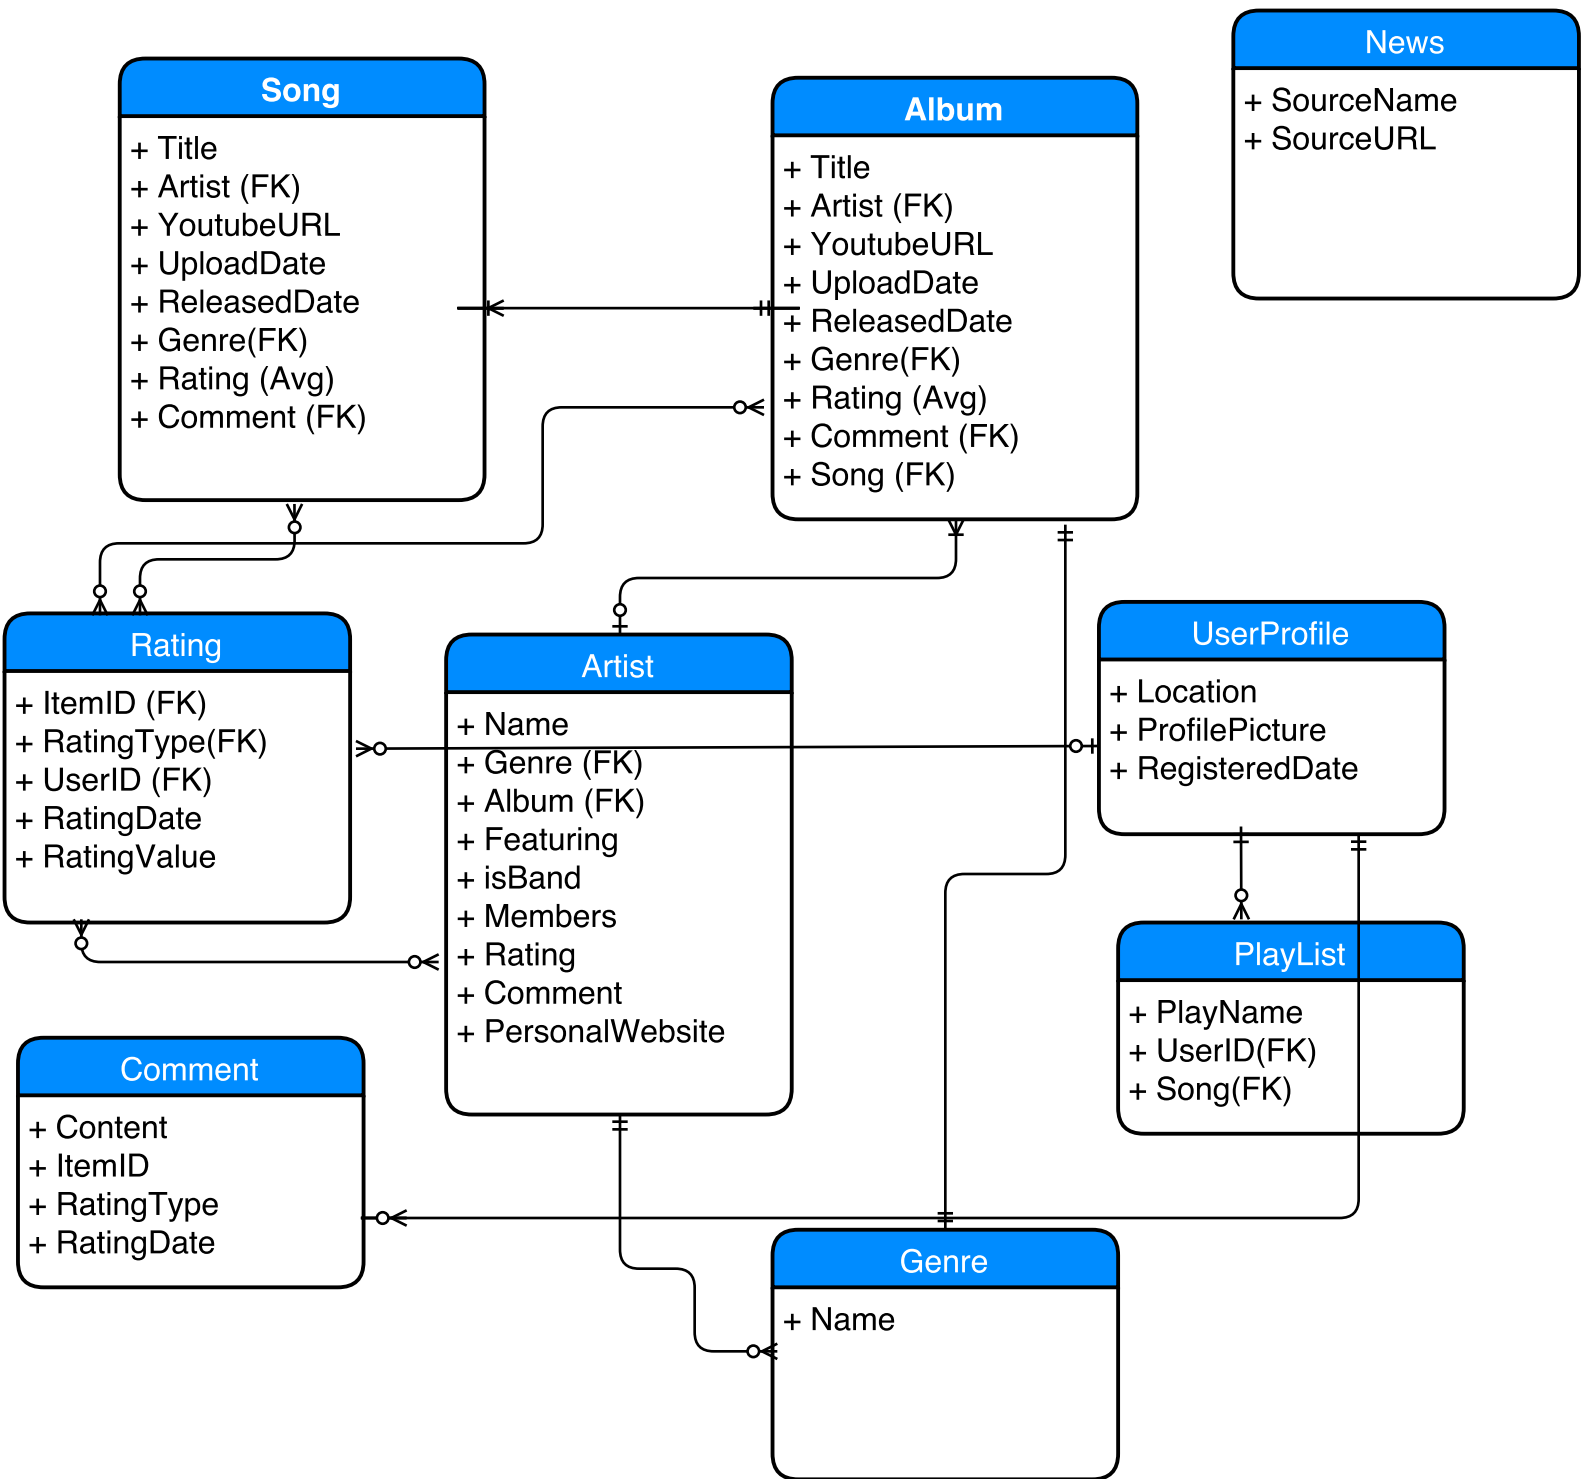 News
+ SourceName
+ SourceURL
Song
+ Title
+ Artist (FK)
+ YoutubeURL
+ UploadDate
+ ReleasedDate
+ Genre(FK)
+ Rating (Avg)
+ Comment (FK)
Album
+ Title
+ Artist (FK)
+ YoutubeURL
+ UploadDate
+ ReleasedDate
+ Genre(FK)
+ Rating (Avg)
+ Comment (FK)
+ Song (FK)
Rating
+ ItemID (FK)
+ RatingType(FK)
+ UserID (FK)
+ RatingDate
+ RatingValue
Artist
+ Name
+ Genre (FK)
+ Album (FK)
+ Featuring
+ isBand
+ Members
+ Rating
+ Comment
+ PersonalWebsite
UserProfile
+ Location
+ ProfilePicture
+ RegisteredDate
PlayList
+ PlayName
+ UserID(FK)
+ Song(FK)
Comment
+ Content
+ ItemID
+ RatingType
+ RatingDate
Genre
+ Name